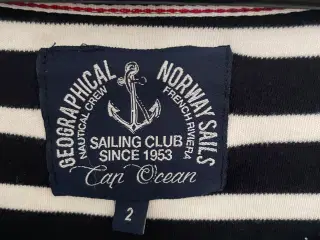 GEOGRAPHICAL NORWAY SAILS
NAUTICAL CREW FRENCH RIVIERA
SAILING CLUB
SINCE 1953
Cap Ocean
2